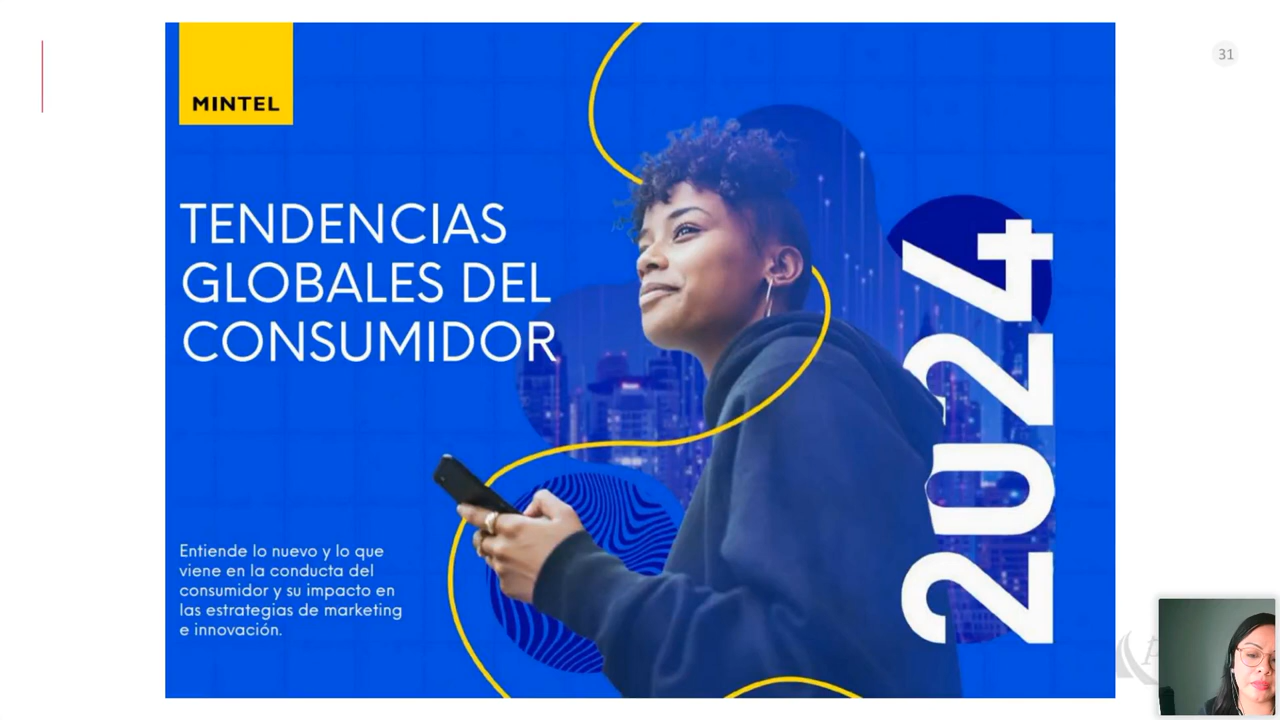 31
MINTEL
TENDENCIAS
GLOBALES DEL
CONSUMIDOR
2024
Entiende lo nuevo y lo que
viene en la conducta del
consumidor y su impacto en
las estrategias de marketing
e innovación.